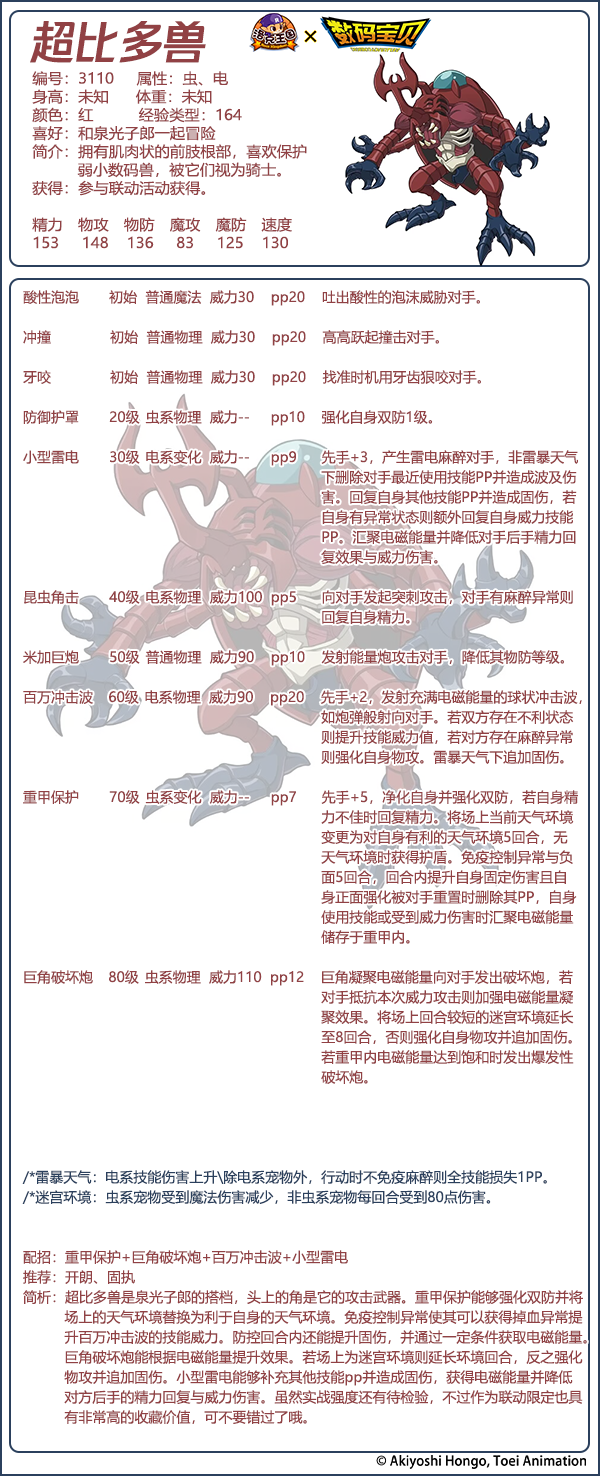 超比多兽
洛克王国 × 数码宝贝
编号：3110 属性：虫、电
身高：未知 体重：未知
颜色：红 经验类型：164
喜好：和泉光子郎一起冒险
简介：拥有肌肉状的前肢根部，喜欢保护
弱小数码兽，被它们视为骑士。
获得：参与联动活动获得。
精力 物攻 物防 魔攻 魔防 速度
153 148 136 83 125 130
酸性泡泡 初始 普通魔法 威力30 pp20 吐出酸性的泡沫威胁对手。
冲撞 初始 普通物理 威力30 pp20 高高跃起撞击对手。
牙咬 初始 普通物理 威力30 pp20 找准时机用牙齿狠咬对手。
防御护罩 20级 虫系物理 威力-- pp10 强化自身双防1级。
小型雷电 30级 电系变化 威力-- pp9 先手+3，产生雷电麻醉对手，非雷暴天气
下删除对手最近使用技能PP并造成波及伤
害。回复自身其他技能PP并造成固伤，若
自身有异常状态则额外回复自身威力技能
PP。汇聚电磁能量并降低对手后手精力回
复效果与威力伤害。
昆虫角击 40级 电系物理 威力100 pp5 向对手发起突刺攻击，对手有麻醉异常则
回复自身精力。
米加巨炮 50级 普通物理 威力90 pp10 发射能量炮攻击对手，降低其物防等级。
百万冲击波 60级 电系物理 威力90 pp20 先手+2，发射充满电磁能量的球状冲击波，
如炮弹般射向对手。若双方存在不利状态
则提升技能威力值，若对方存在麻醉异常
则强化自身物攻。雷暴天气下追加固伤。
重甲保护 70级 虫系变化 威力-- pp7 先手+5，净化自身并强化双防，若自身精
力不佳时回复精力。将场上当前天气环境
变更为对自身有利的天气环境5回合，无
天气环境时获得护盾。免疫控制异常与负
面5回合，回合内提升自身固定伤害且自
身正面强化被对手重置时删除其PP，自身
使用技能或受到威力伤害时汇聚电磁能量
储存于重甲内。
巨角破坏炮 80级 虫系物理 威力110 pp12 巨角凝聚电磁能量向对手发出破坏炮，若
对手抵抗本次威力攻击则加强电磁能量凝
聚效果。将场上回合较短的迷宫环境延长
至8回合，否则强化自身物攻并追加固伤。
若重甲内电磁能量达到饱和时发出爆发性
破坏炮。
/*雷暴天气：电系技能伤害上升\除电系宠物外，行动时不免疫麻醉则全技能损失1PP。
/*迷宫环境：虫系宠物受到魔法伤害减少，非虫系宠物每回合受到80点伤害。
配招：重甲保护+巨角破坏炮+百万冲击波+小型雷电
推荐：开朗、固执
简析：超比多兽是泉光子郎的搭档，头上的角是它的攻击武器。重甲保护能够强化双防并将
场上的天气环境替换为利于自身的天气环境。免疫控制异常使其可以获得掉血异常提
升百万冲击波的技能威力。防控回合内还能提升固伤，并通过一定条件获取电磁能量。
巨角破坏炮能根据电磁能量提升效果。若场上为迷宫环境则延长环境回合，反之强化
物攻并追加固伤。小型雷电能够补充其他技能pp并造成固伤，获得电磁能量并降低
对方后手的精力回复与威力伤害。虽然实战强度还有待检验，不过作为联动限定也具
有非常高的收藏价值，可不要错过了哦。
© Akiyoshi Hongo, Toei Animation